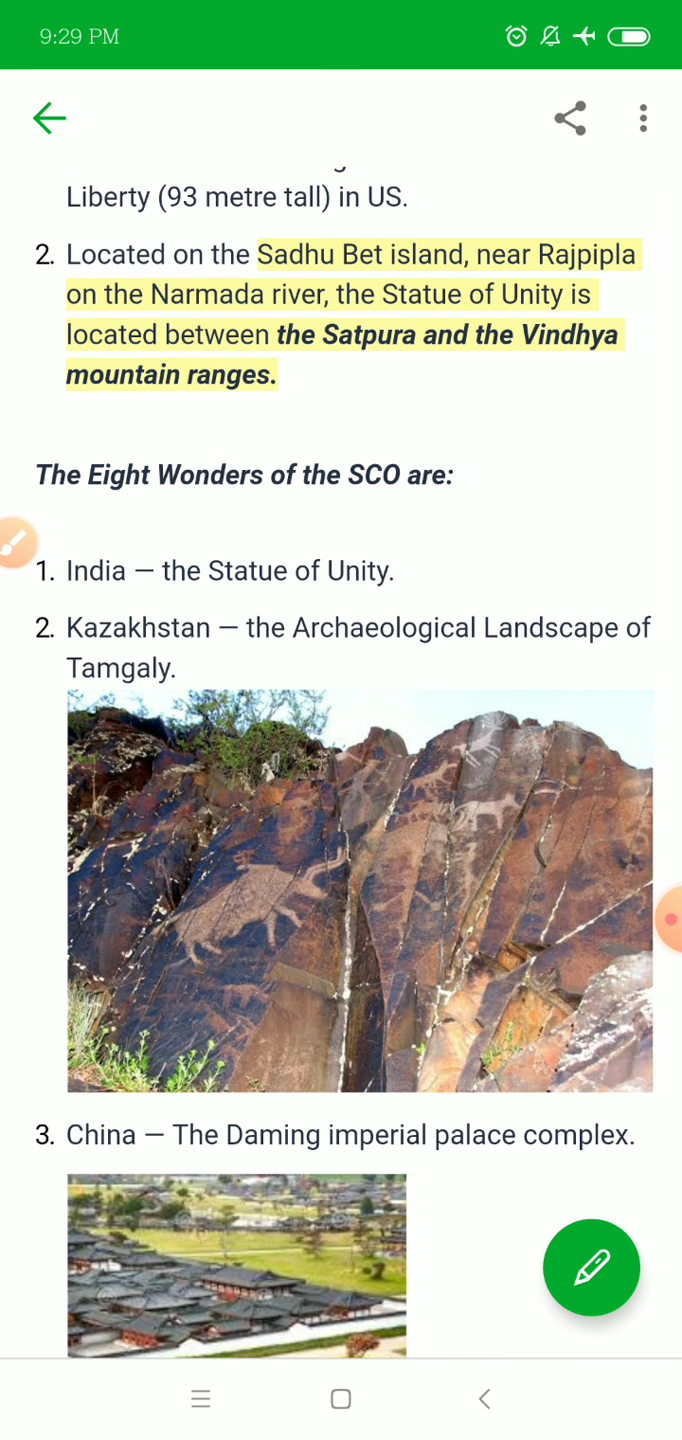 9:29 PM
Liberty (93 metre tall) in US.
2. Located on the Sadhu Bet island, near Rajpipla
on the Narmada river, the Statue of Unity is
located between the Satpura and the Vindhya
mountain ranges.
The Eight Wonders of the SCO are:
1. India — the Statue of Unity.
2. Kazakhstan — the Archaeological Landscape of
Tamgaly.
3. China — The Daming imperial palace complex.